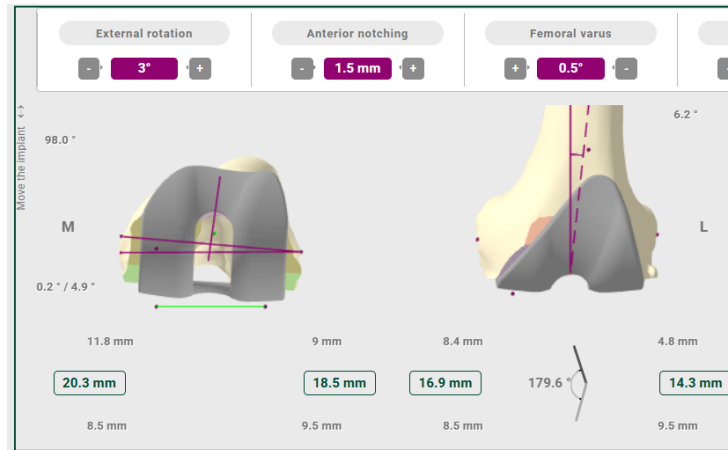 External rotation
Anterior notching
Femoral varus
- 3° +
- 1.5 mm +
+ 0.5° -
-
Move the implant
98.0 °
6.2 °
M
L
0.2 ° / 4.9 °
11.8 mm
9 mm
8.4 mm
4.8 mm
20.3 mm
18.5 mm
16.9 mm
179.6 °
14.3 mm
8.5 mm
9.5 mm
8.5 mm
9.5 mm